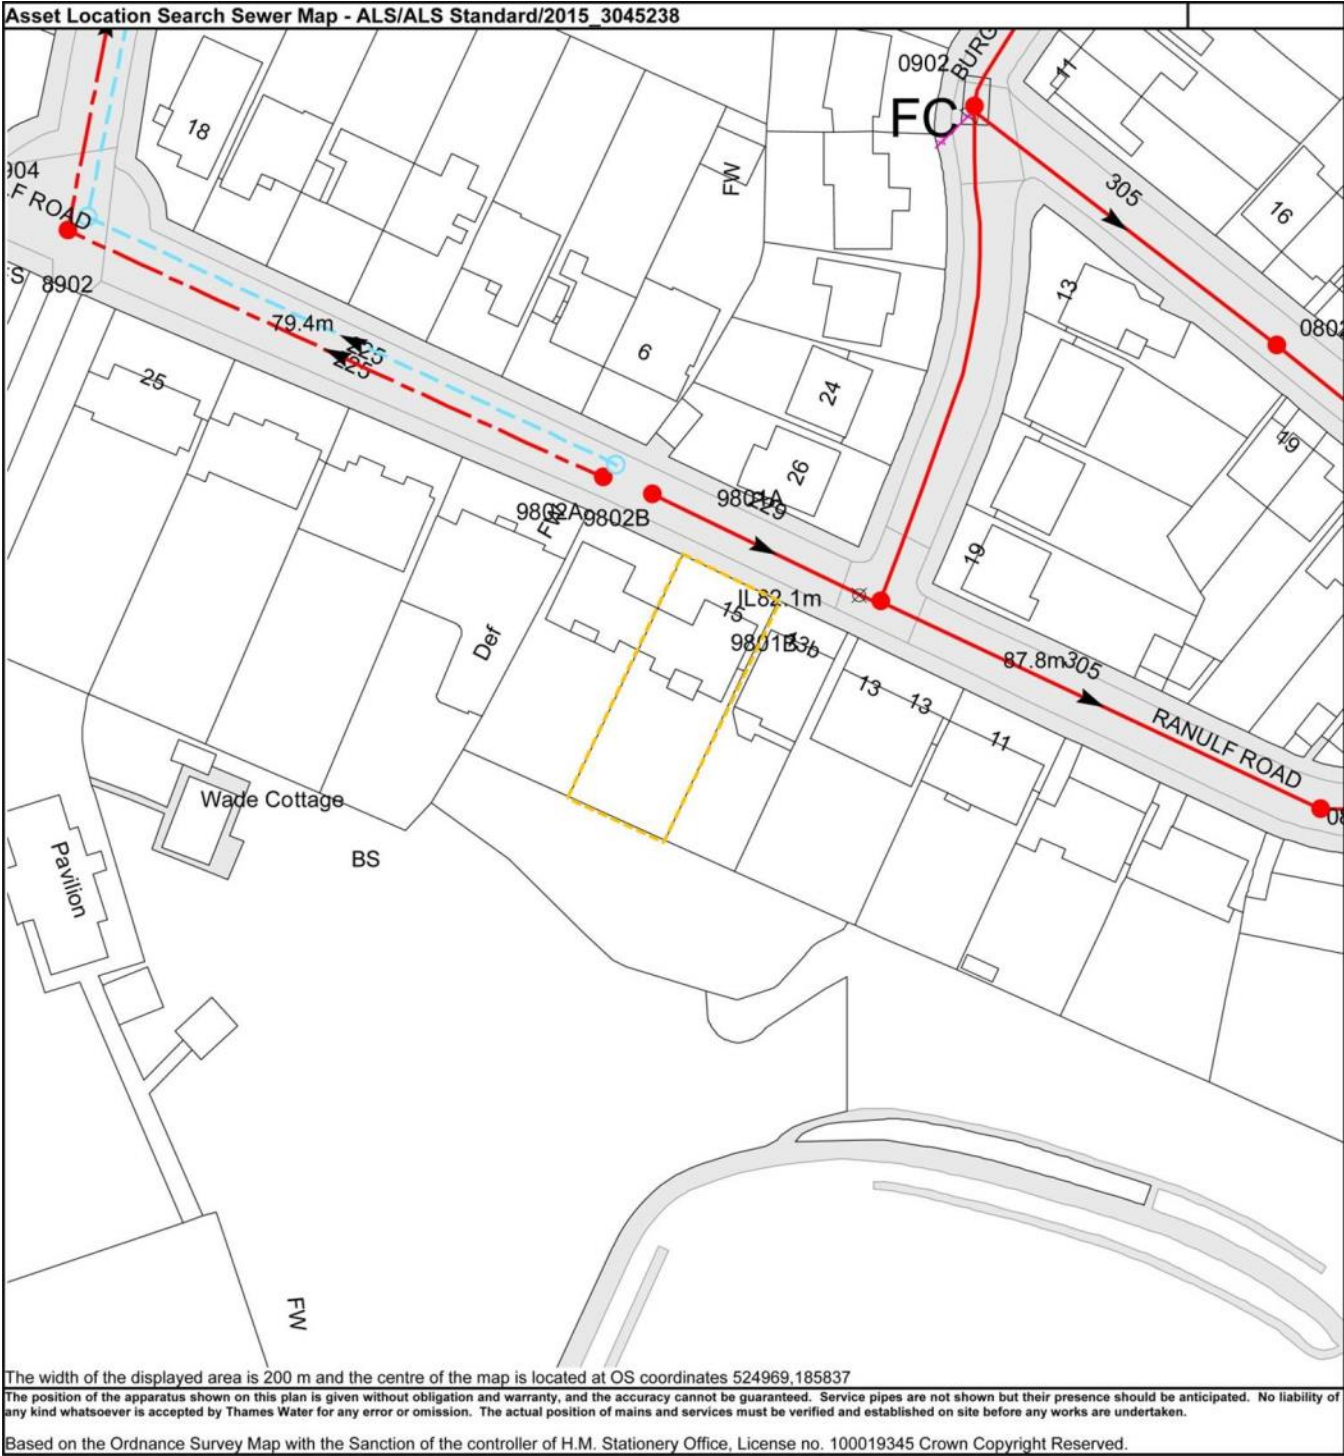 Asset Location Search Sewer Map - ALS/ALS Standard/2015_3045238
0902
BURG
11
FC
18
FW
305
904
16
LF ROAD
S
8902
13
0802
79.4m
225
225
6
24
25
19
26
9801A
229
9802A
9802B
FW
19
JL82.1m
15
Def
9801B
13b
87.8m
305
13
13
11
RANULF ROAD
Wade Cottage
08
BS
Pavilion
FW
The width of the displayed area is 200 m and the centre of the map is located at OS coordinates 524969,185837
The position of the apparatus shown on this plan is given without obligation and warranty, and the accuracy cannot be guaranteed. Service pipes are not shown but their presence should be anticipated. No liability of
any kind whatsoever is accepted by Thames Water for any error or omission. The actual position of mains and services must be verified and established on site before any works are undertaken.
Based on the Ordnance Survey Map with the Sanction of the controller of H.M. Stationery Office, License no. 100019345 Crown Copyright Reserved.